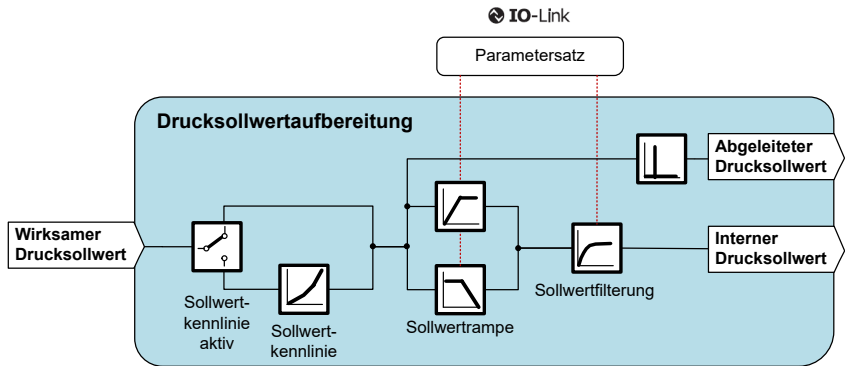 IO-Link
Parametersatz
Drucksollwertaufbereitung
Abgeleiteter
Drucksollwert
Wirksamer
Drucksollwert
Interner
Drucksollwert
Sollwert-
kennlinie
aktiv
Sollwert-
kennlinie
Sollwertrampe
Sollwertfilterung